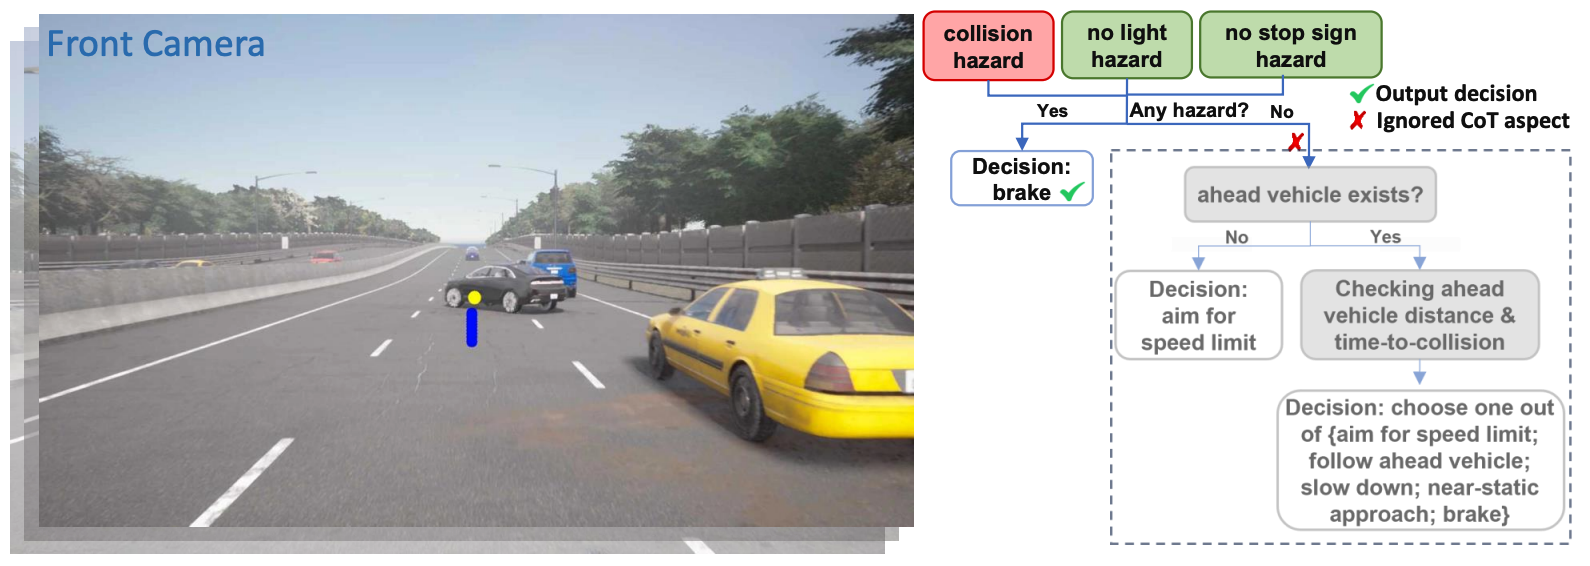 Front Camera
collision
hazard
no light
hazard
no stop sign
hazard
Yes
Any hazard?
No
Output decision
Ignored CoT aspect
Decision:
brake
ahead vehicle exists?
No
Yes
Decision:
aim for
speed limit
Checking ahead
vehicle distance &
time-to-collision
Decision: choose one out
of {aim for speed limit;
follow ahead vehicle;
slow down; near-static
approach; brake}